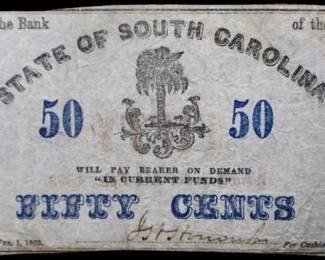 the Bank of the
STATE OF SOUTH CAROLINA
50 50
WILL PAY BEARER ON DEMAND
"IN CURRENT FUNDS"
FIFTY CENTS
For Cashier